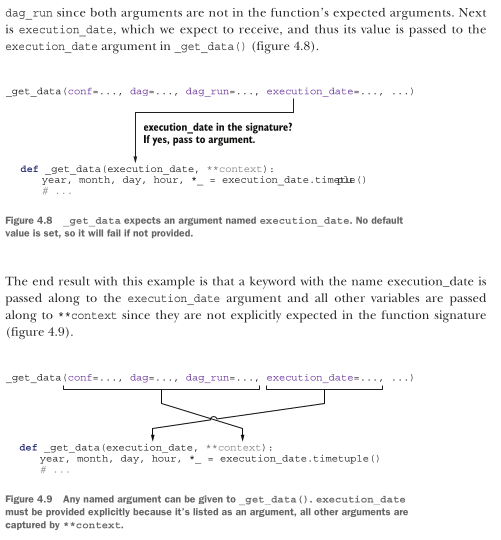 dag_run since both arguments are not in the function's expected arguments. Next
is execution_date, which we expect to receive, and thus its value is passed to the
execution_date argument in _get_data() (figure 4.8).
_get_data(conf=..., dag=..., dag_run=..., execution_date=..., ...)
execution_date in the signature?
If yes, pass to argument.
def _get_data(execution_date, **context):
year, month, day, hour, *_ = execution_date.timetuple()
# ...
Figure 4.8 _get_data expects an argument named execution_date. No default
value is set, so it will fail if not provided.
The end result with this example is that a keyword with the name execution_date is
passed along to the execution_date argument and all other variables are passed
along to **context since they are not explicitly expected in the function signature
(figure 4.9).
_get_data(conf=..., dag=..., dag_run=..., execution_date=..., ...)
def _get_data(execution_date, **context):
year, month, day, hour, *_ = execution_date.timetuple()
# ...
Figure 4.9 Any named argument can be given to _get_data(). execution_date
must be provided explicitly because it's listed as an argument, all other arguments are
captured by **context.